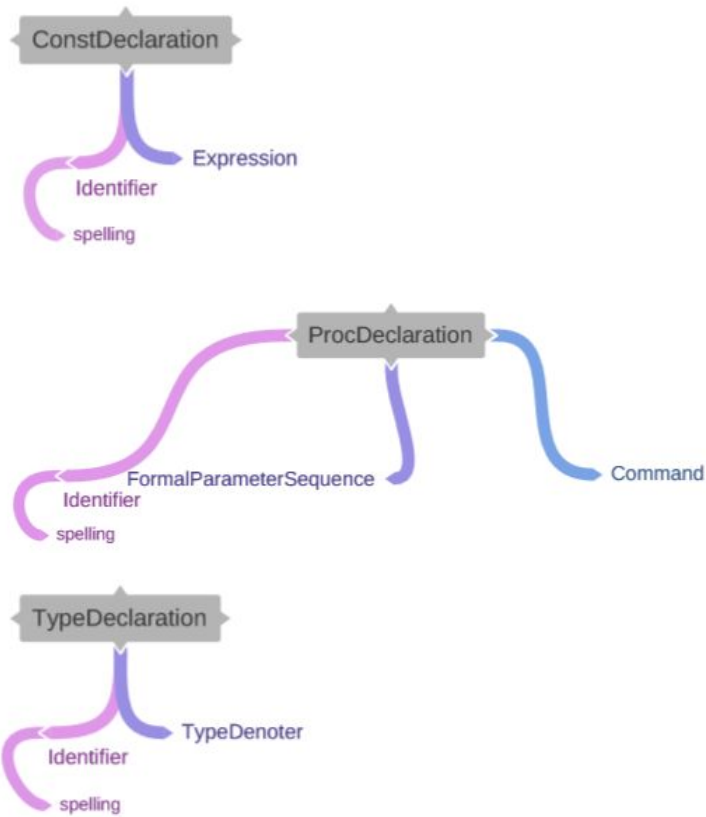 ConstDeclaration
Expression
Identifier
spelling
ProcDeclaration
FormalParameterSequence
Command
Identifier
spelling
TypeDeclaration
TypeDenoter
Identifier
spelling